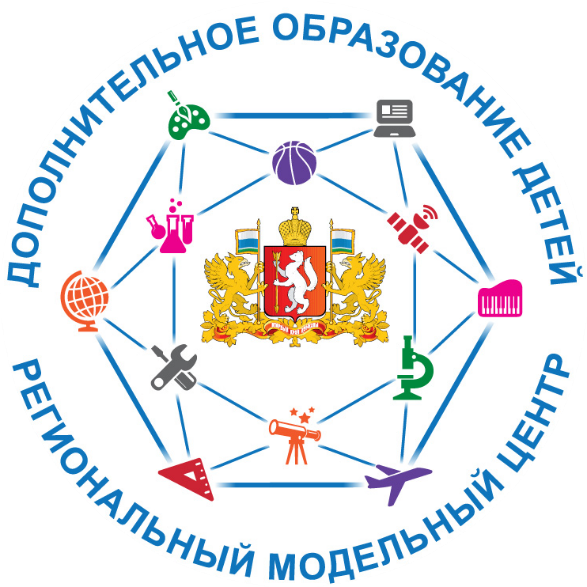 ДОПОЛНИТЕЛЬНОЕ ОБРАЗОВАНИЕ ДЕТЕЙ
РЕГИОНАЛЬНЫЙ МОДЕЛЬНЫЙ ЦЕНТР